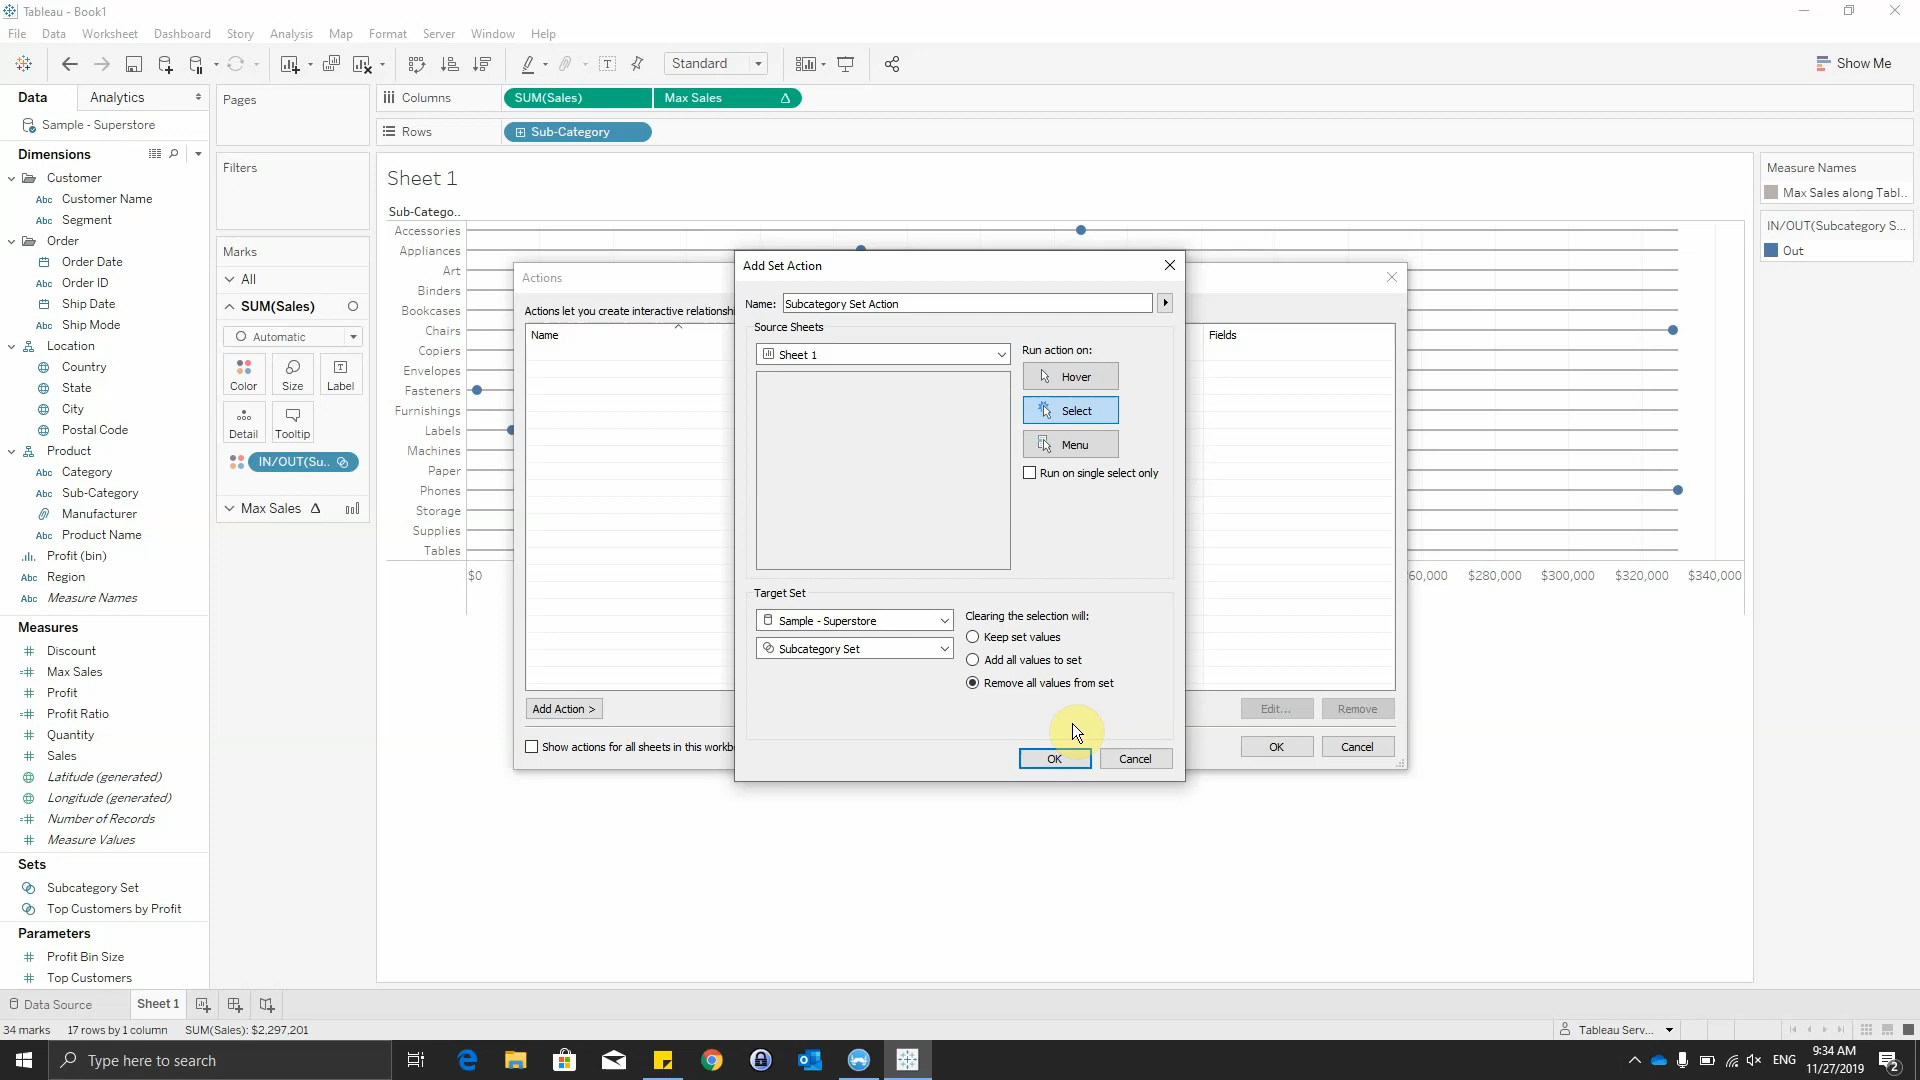 Tableau - Book1
File Data Worksheet Dashboard Story Analysis Map Format Server Window Help
Standard
Show Me
Data Analytics
Sample - Superstore
Dimensions
Customer
Abc Customer Name
Abc Segment
Order
Order Date
Abc Order ID
Ship Date
Abc Ship Mode
Location
Country
State
City
Postal Code
Product
Abc Category
Abc Sub-Category
Manufacturer
Abc Product Name
Profit (bin)
Abc Region
Abc Measure Names
Measures
Discount
Max Sales
Profit
Profit Ratio
Quantity
Sales
Latitude (generated)
Longitude (generated)
Number of Records
Measure Values
Sets
Subcategory Set
Top Customers by Profit
Parameters
Profit Bin Size
Top Customers
Pages
Filters
Marks
All
SUM(Sales)
Automatic
Color Size Label
Detail Tooltip
IN/OUT(Su..
Max Sales
Columns SUM(Sales) Max Sales
Rows Sub-Category
Sheet 1
Sub-Catego..
Accessories
Appliances
Art
Binders
Bookcases
Chairs
Copiers
Envelopes
Fasteners
Furnishings
Labels
Machines
Paper
Phones
Storage
Supplies
Tables
$0
60,000 $280,000 $300,000 $320,000 $340,000
Measure Names
Max Sales along Tabl..
IN/OUT(Subcategory S...
Out
Actions
Actions let you create interactive relationshi
Name
Fields
Add Action >
Edit... Remove
Show actions for all sheets in this workb
OK Cancel
Add Set Action
Name: Subcategory Set Action
Source Sheets
Sheet 1
Run action on:
Hover
Select
Menu
Run on single select only
Target Set
Sample - Superstore
Subcategory Set
Clearing the selection will:
Keep set values
Add all values to set
Remove all values from set
OK Cancel
Data Source Sheet 1
34 marks 17 rows by 1 column SUM(Sales): $2,297,201
Tableau Serv...
Type here to search
ENG
9:34 AM
11/27/2019
2